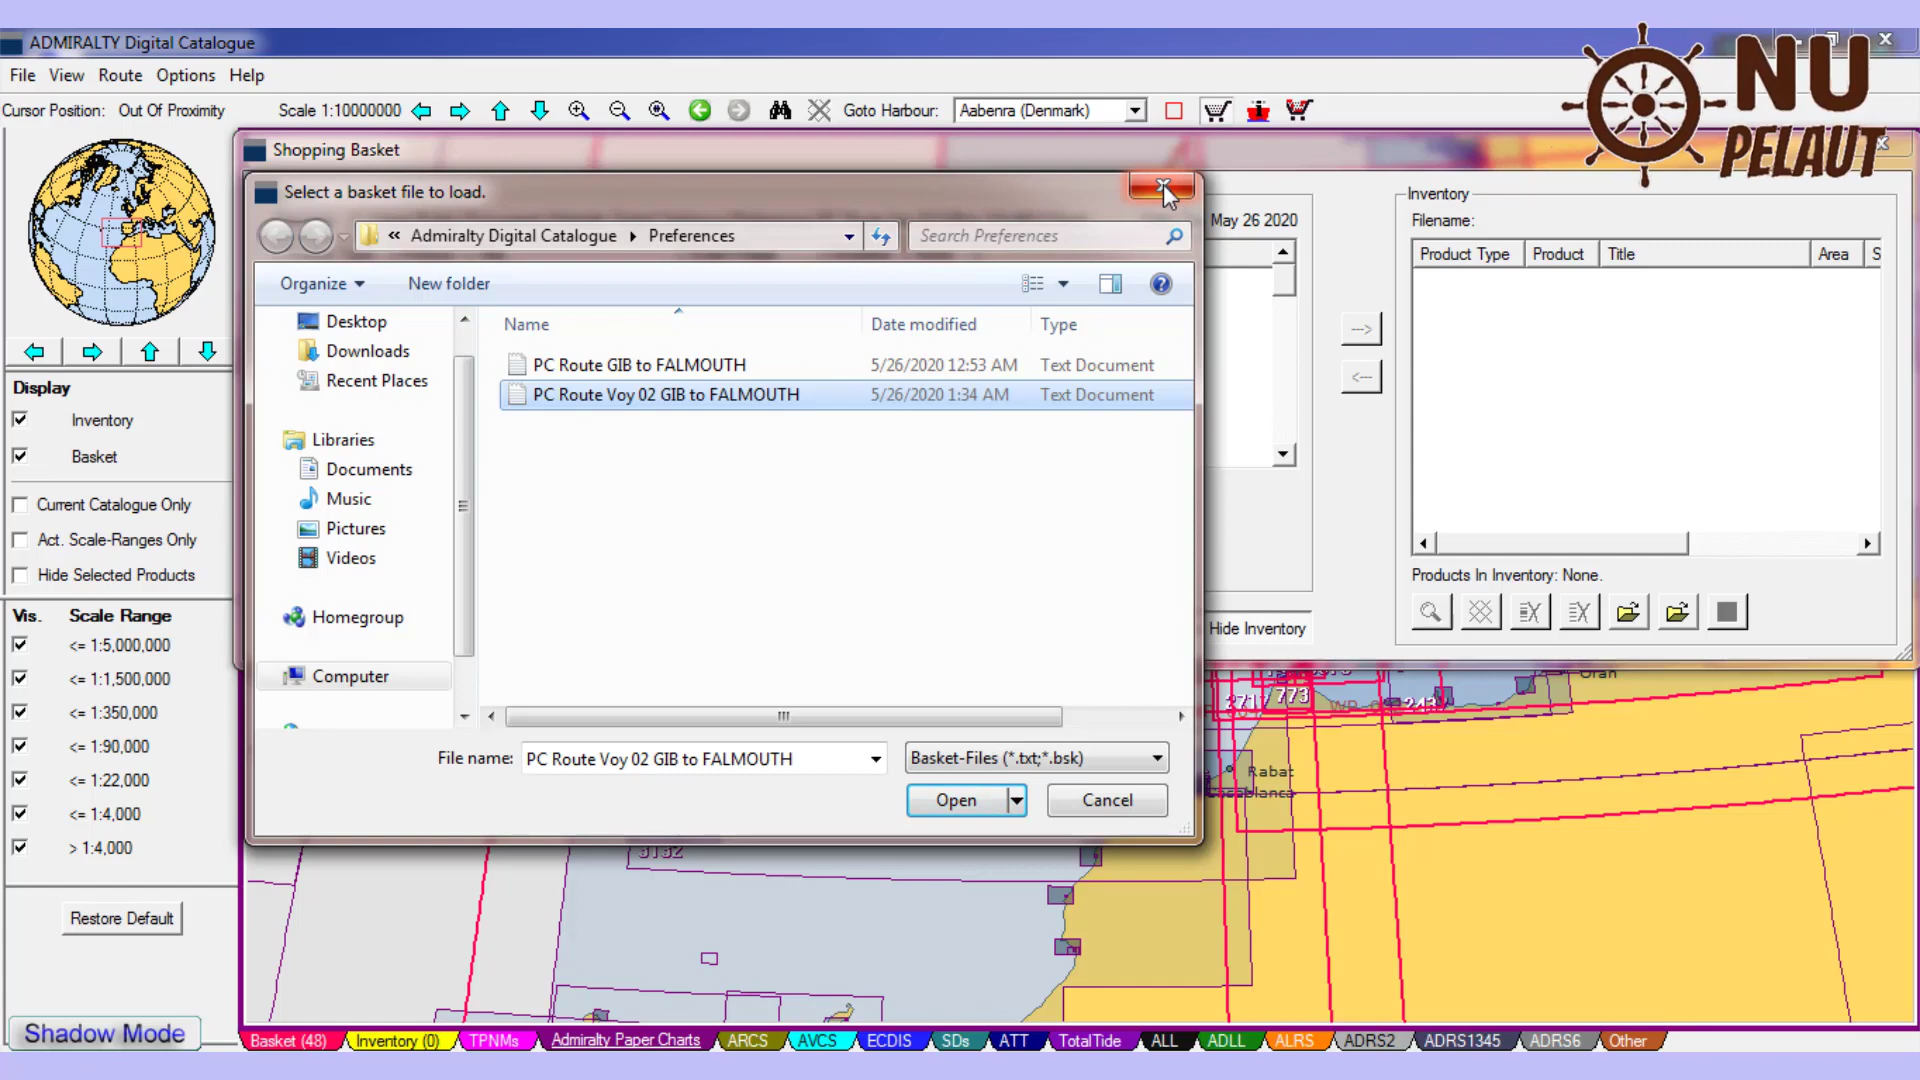 ADMIRALTY Digital Catalogue
File View Route Options Help
Cursor Position: Out Of Proximity Scale 1:10000000 Goto Harbour: Aabenra (Denmark)
NU
PELAUT
Shopping Basket
Select a basket file to load.
« Admiralty Digital Catalogue Preferences Search Preferences
Organize New folder
Name Date modified Type
PC Route GIB to FALMOUTH 5/26/2020 12:53 AM Text Document
PC Route Voy 02 GIB to FALMOUTH 5/26/2020 1:34 AM Text Document
Desktop
Downloads
Recent Places
Libraries
Documents
Music
Pictures
Videos
Homegroup
Computer
File name: PC Route Voy 02 GIB to FALMOUTH Basket-Files (*.txt;*.bsk)
Open Cancel
May 26 2020
Hide Inventory
Inventory
Filename:
Product Type Product Title Area S
Products In Inventory: None.
Display
Inventory
Basket
Current Catalogue Only
Act. Scale-Ranges Only
Hide Selected Products
Vis. Scale Range
<= 1:5,000,000
<= 1:1,500,000
<= 1:350,000
<= 1:90,000
<= 1:22,000
<= 1:4,000
> 1:4,000
Restore Default
Shadow Mode
2717 773
Oran
Rabat
Casablanca
3132
Basket (48) Inventory (0) TPNMs Admiralty Paper Charts ARCS AVCS ECDIS SDs ATT TotalTide ALL ADLL ALRS ADRS2 ADRS1345 ADRS6 Other